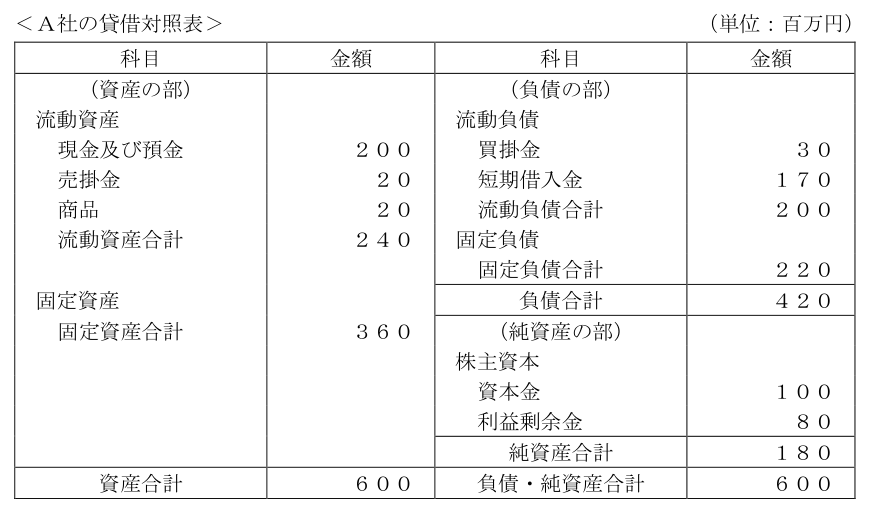 ＜Ａ社の貸借対照表＞ （単位：百万円）
科目 金額 科目 金額
（資産の部） （負債の部）
流動資産 流動負債
現金及び預金 ２００ 買掛金 ３０
売掛金 ２０ 短期借入金 １７０
商品 ２０ 流動負債合計 ２００
流動資産合計 ２４０ 固定負債
固定負債合計 ２２０
固定資産 負債合計 ４２０
固定資産合計 ３６０ （純資産の部）
株主資本
資本金 １００
利益剰余金 ８０
純資産合計 １８０
資産合計 ６００ 負債・純資産合計 ６００